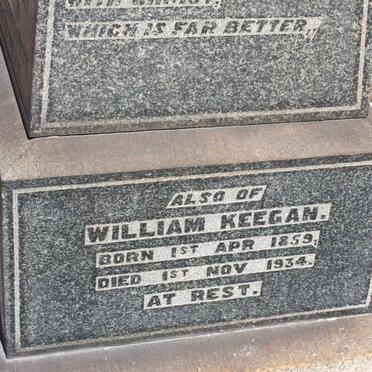 WHICH IS FAR BETTER,,
ALSO OF
WILLIAM KEEGAN.
BORN 1ST APR 1859,
DIED 1ST NOV 1934.
AT REST.